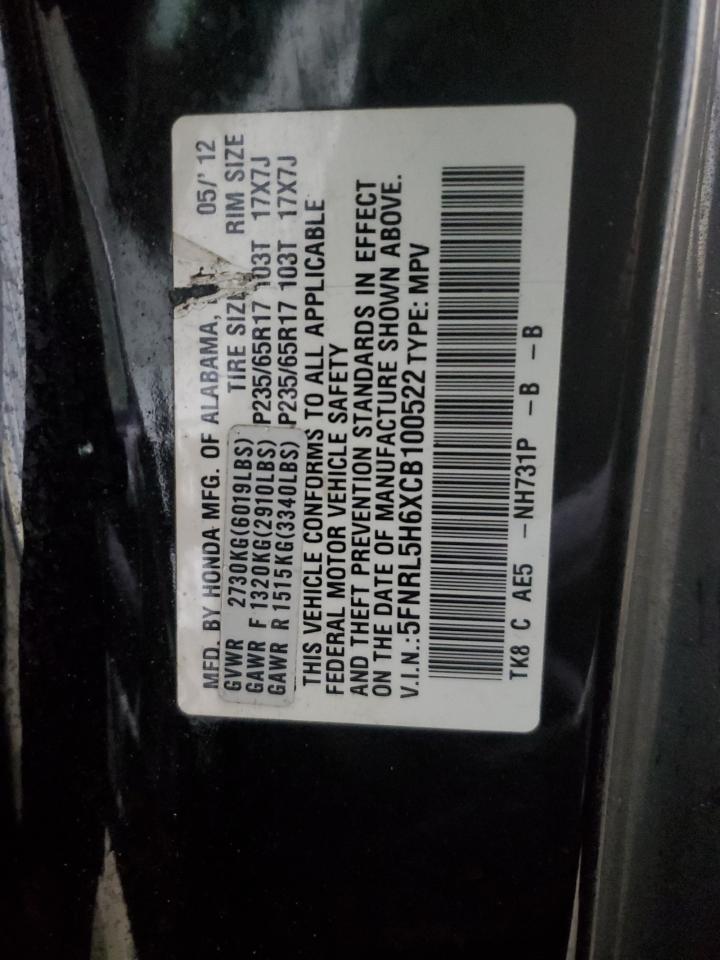 MFD. BY HONDA MFG. OF ALABAMA, 05/' 12
GVWR 2730KG(6019LBS) TIRE SIZE RIM SIZE
GAWR F 1320KG(2910LBS) P235/65R17 103T 17X7J
GAWR R 1515KG(3340LBS) P235/65R17 103T 17X7J
THIS VEHICLE CONFORMS TO ALL APPLICABLE
FEDERAL MOTOR VEHICLE SAFETY
AND THEFT PREVENTION STANDARDS IN EFFECT
ON THE DATE OF MANUFACTURE SHOWN ABOVE.
V.I.N.: 5FNRL5H6XCB100522 TYPE: MPV
TK8 C AE5 - NH731P - B - B